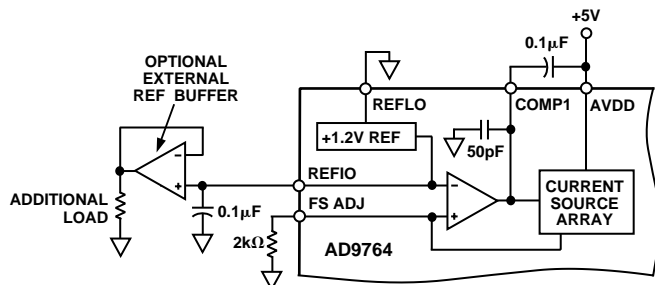 +5V
0.1μF
OPTIONAL
EXTERNAL
REF BUFFER
REFLO
COMP1
AVDD
+1.2V REF
50pF
−
+
REFIO
−
+
CURRENT
SOURCE
ARRAY
ADDITIONAL
LOAD
0.1μF
FS ADJ
2kΩ
AD9764